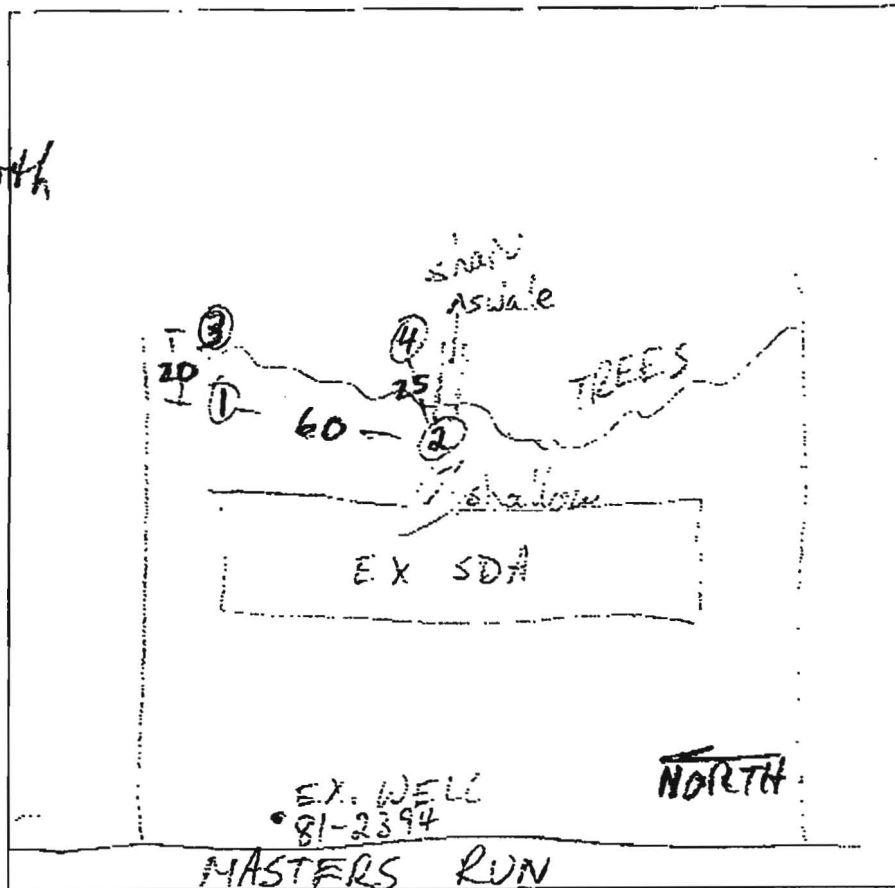 sharp
swale
3
4
TREES
20
25
1
60
2
shallow
EX SDA
NORTH
EX. WELL
81-2394
MASTERS RUN